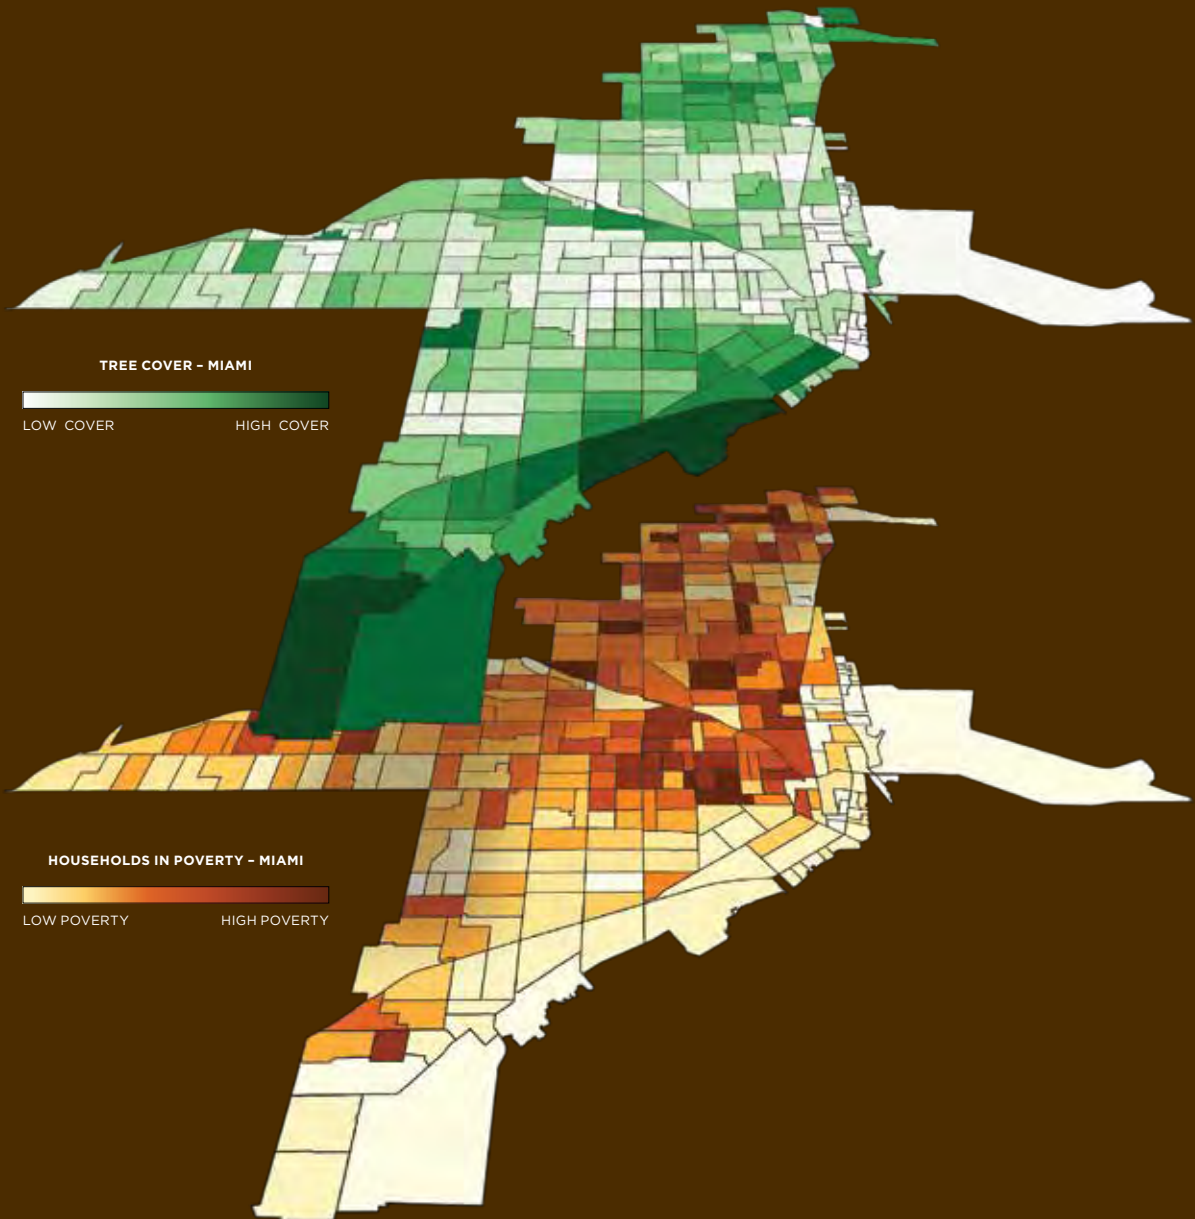 TREE COVER – MIAMI
LOW COVER HIGH COVER
HOUSEHOLDS IN POVERTY – MIAMI
LOW POVERTY HIGH POVERTY